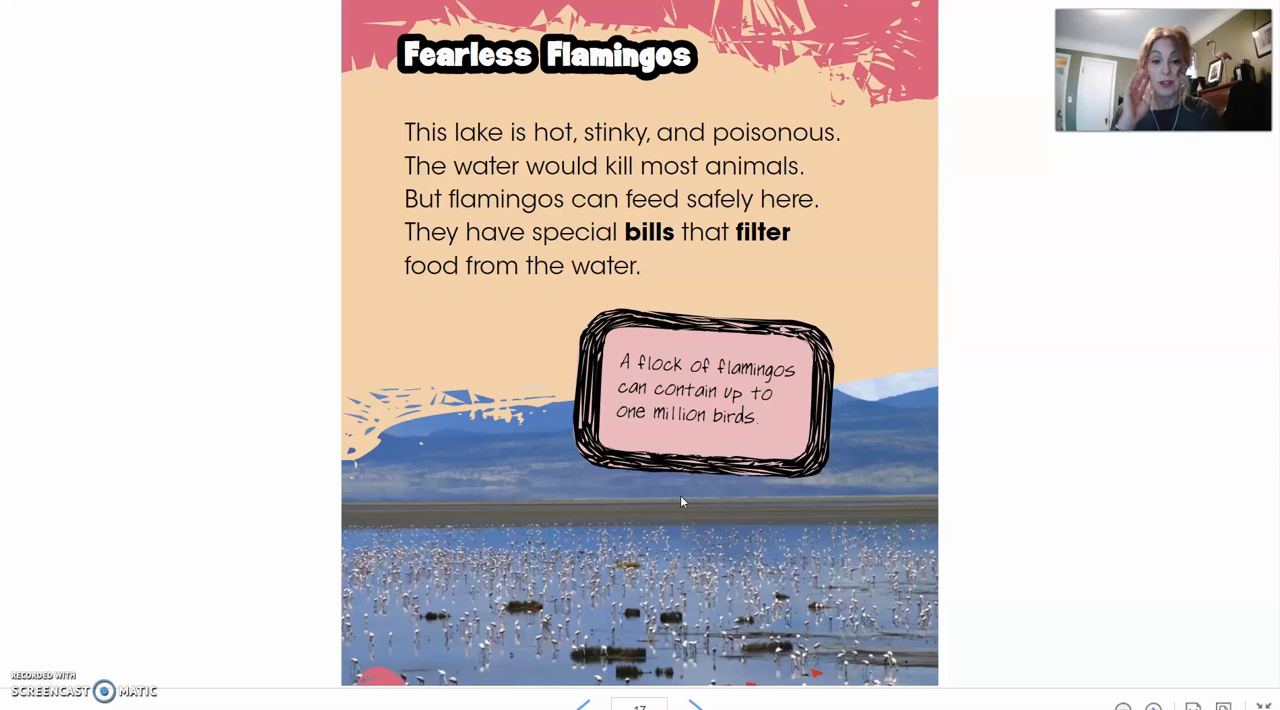 Fearless Flamingos
This lake is hot, stinky, and poisonous.
The water would kill most animals.
But flamingos can feed safely here.
They have special bills that filter
food from the water.
A flock of flamingos
can contain up to
one million birds.
RECORDED WITH
SCREENCAST MATIC
17